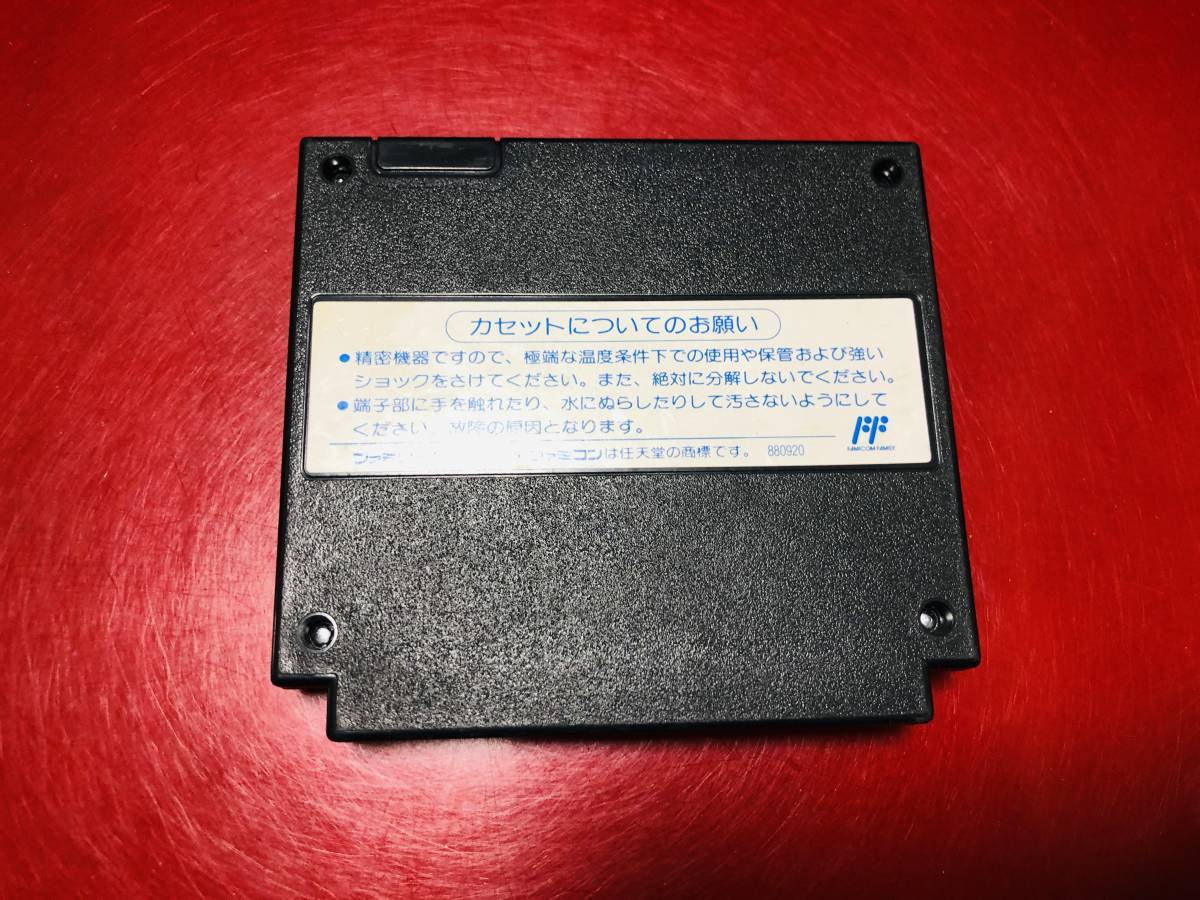 カセットについてのお願い
●精密機器ですので、極端な温度条件下での使用や保管および強い
ショックをさけてください。また、絶対に分解しないでください。
●端子部に手を触れたり、水にぬらしたりして汚さないようにして
ください 故障の原因となります。
ファミコンは任天堂の商標です。 880920
FAMICOM FAMILY